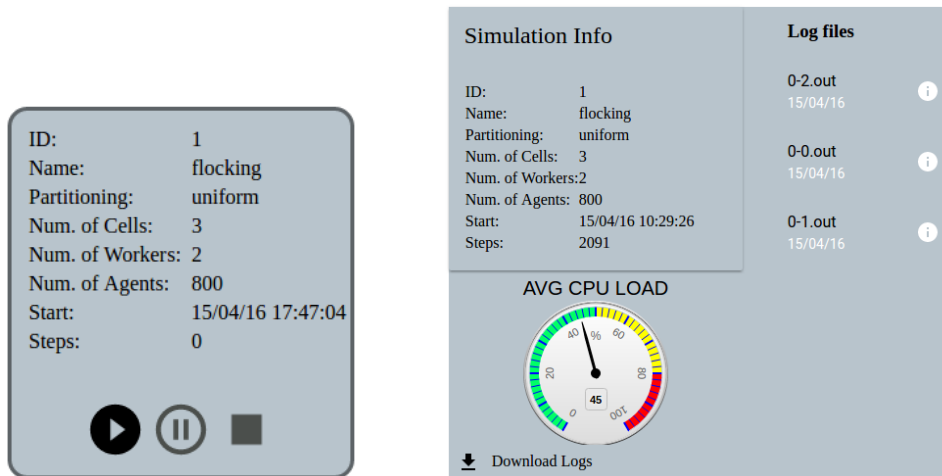 ID: 1
Name: flocking
Partitioning: uniform
Num. of Cells: 3
Num. of Workers: 2
Num. of Agents: 800
Start: 15/04/16 17:47:04
Steps: 0
Simulation Info
ID: 1
Name: flocking
Partitioning: uniform
Num. of Cells: 3
Num. of Workers:2
Num. of Agents: 800
Start: 15/04/16 10:29:26
Steps: 2091
Log files
0-2.out
15/04/16
0-0.out
15/04/16
0-1.out
15/04/16
AVG CPU LOAD
0 20 40 60 80 100
%
45
Download Logs